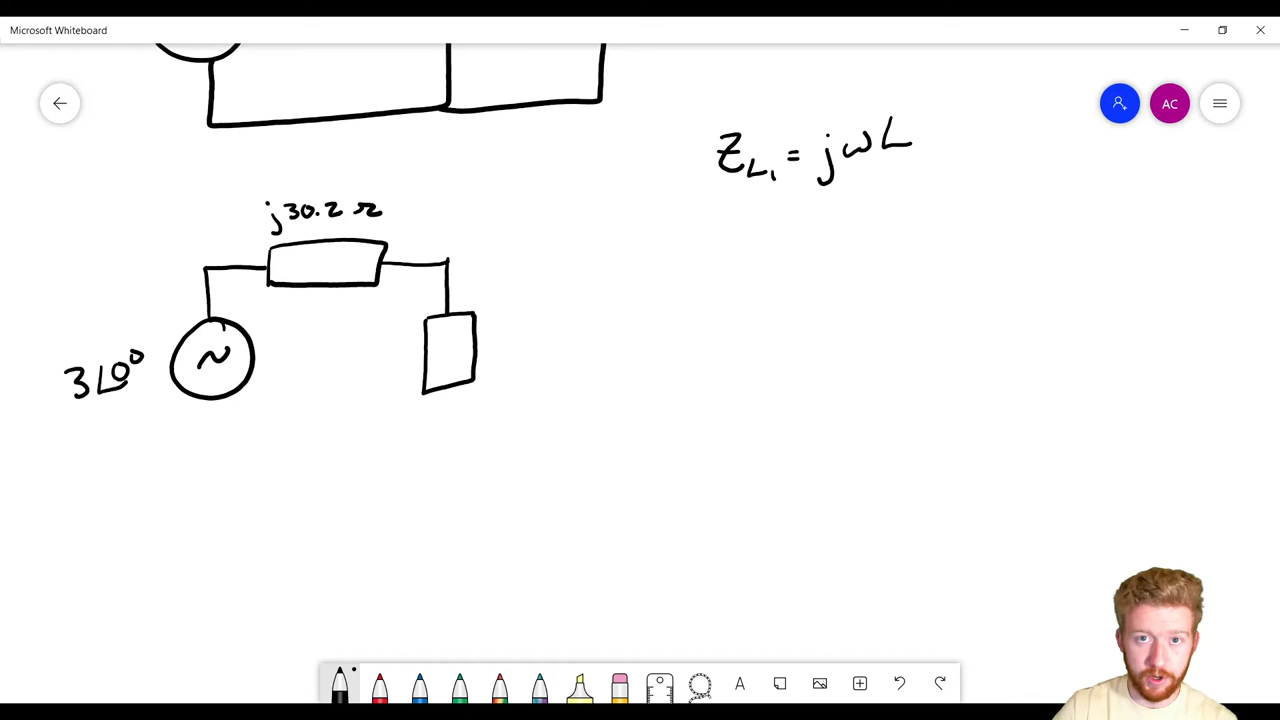 Microsoft Whiteboard
AC
Z_L1 = jωL
j30.2 Ω
3∠0°
~
A